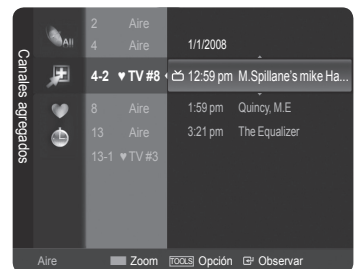 Canales agregados
All
2 Aire
4 Aire
1/1/2008
4-2 ♥ TV #8 12:59 pm M.Spillane's mike Ha...
8 Aire
1:59 pm Quincy, M.E
13 Aire
3:21 pm The Equalizer
13-1 ♥ TV #3
Aire Zoom TOOLS Opción Observar